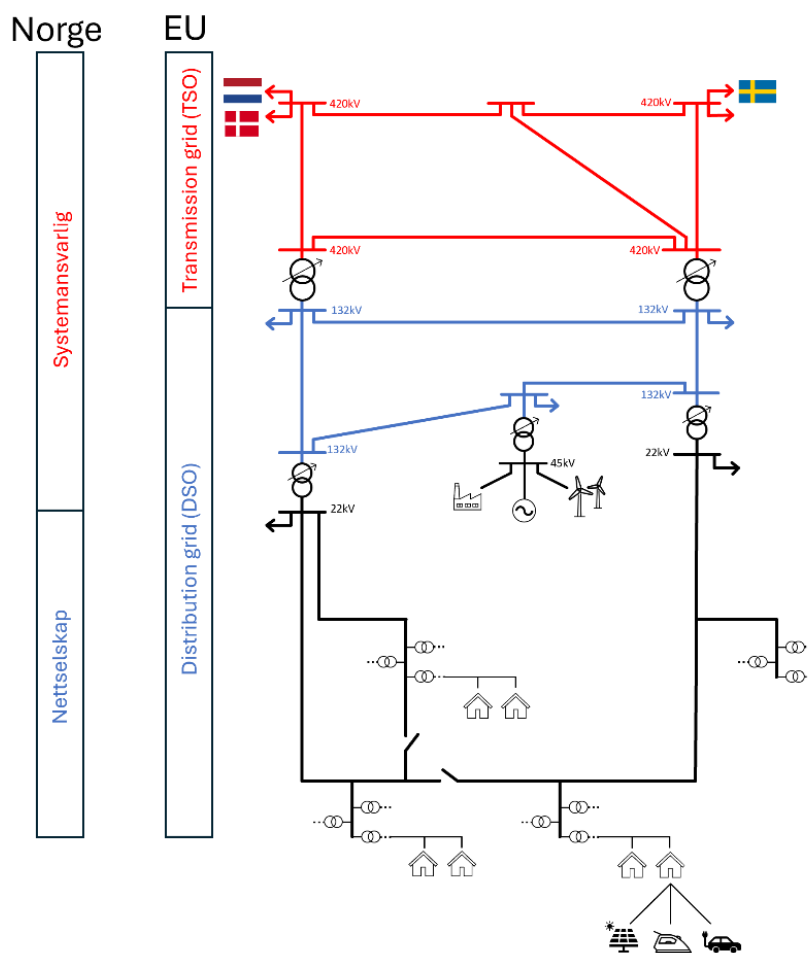 Norge
EU
Systemansvarlig
Nettselskap
Transmission grid (TSO)
Distribution grid (DSO)
420kV
420kV
420kV
420kV
132kV
132kV
132kV
132kV
45kV
22kV
22kV